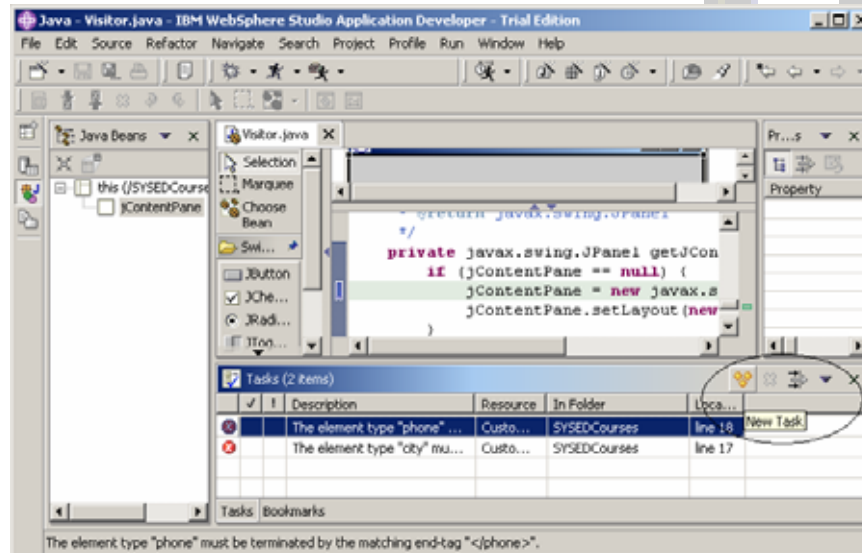 Java - Visitor.java - IBM WebSphere Studio Application Developer - Trial Edition
File Edit Source Refactor Navigate Search Project Profile Run Window Help
Java Beans
Visitor.java
Pr...s
this (/SYSEDCourse
jContentPane
Selection
Marquee
Choose
Bean
Swi...
JButton
JChe...
JRadi...
JTog...
Property
* @return javax.swing.JPanel
*/
private javax.swing.JPanel getJCon
if (jContentPane == null) {
jContentPane = new javax.s
jContentPane.setLayout(new
}
Tasks (2 items)
! Description Resource In Folder Loca...
The element type "phone" ... Custo... SYSEDCourses line 18
New Task
The element type "city" mu... Custo... SYSEDCourses line 17
Tasks Bookmarks
The element type "phone" must be terminated by the matching end-tag "</phone>".